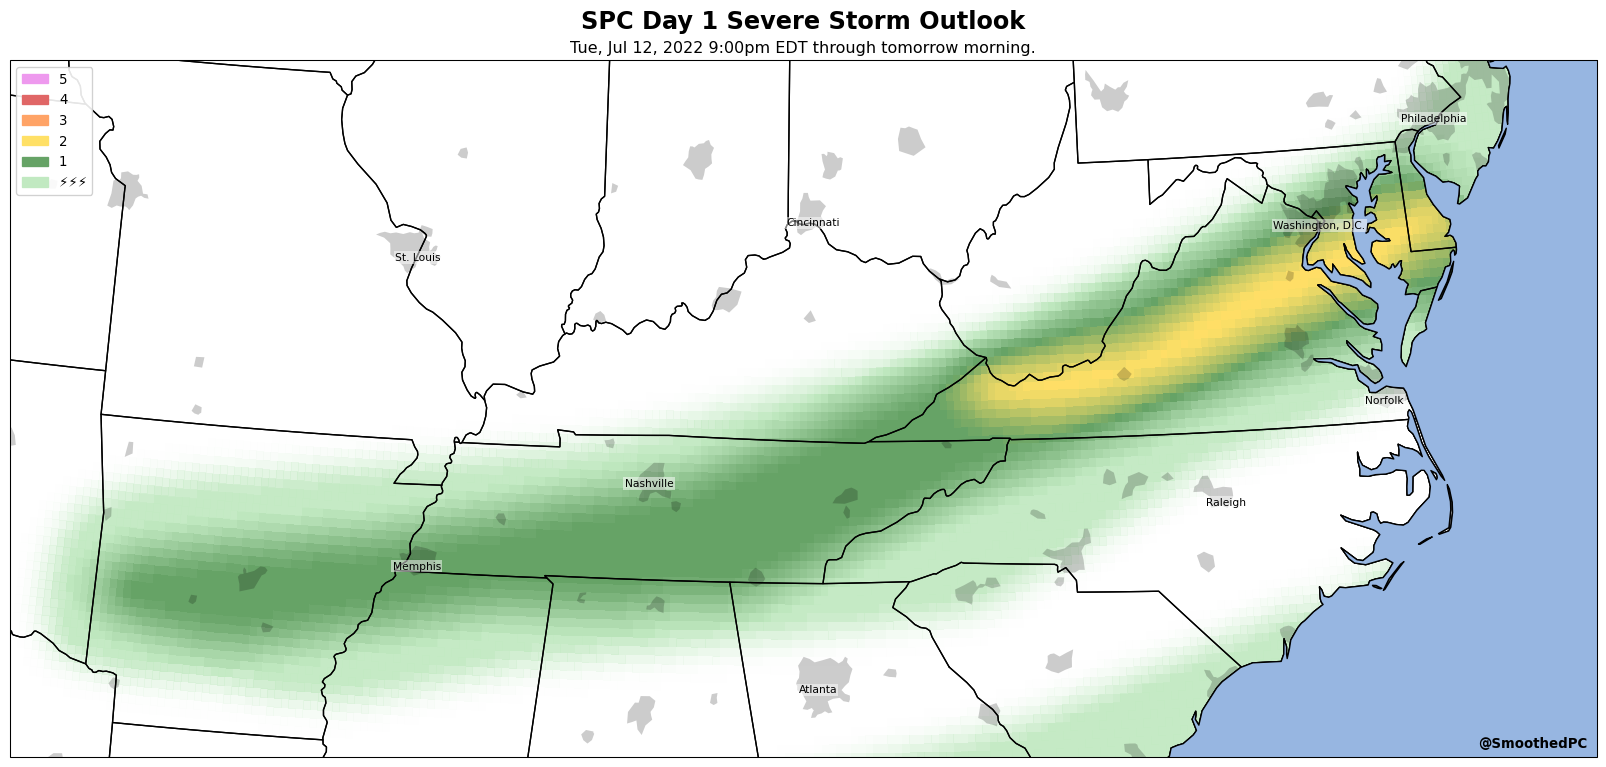 SPC Day 1 Severe Storm Outlook
Tue, Jul 12, 2022 9:00pm EDT through tomorrow morning.
5
4
3
2
1
⚡⚡⚡
Philadelphia
Cincinnati
Washington, D.C.
St. Louis
Norfolk
Nashville
Raleigh
Memphis
Atlanta
@SmoothedPC